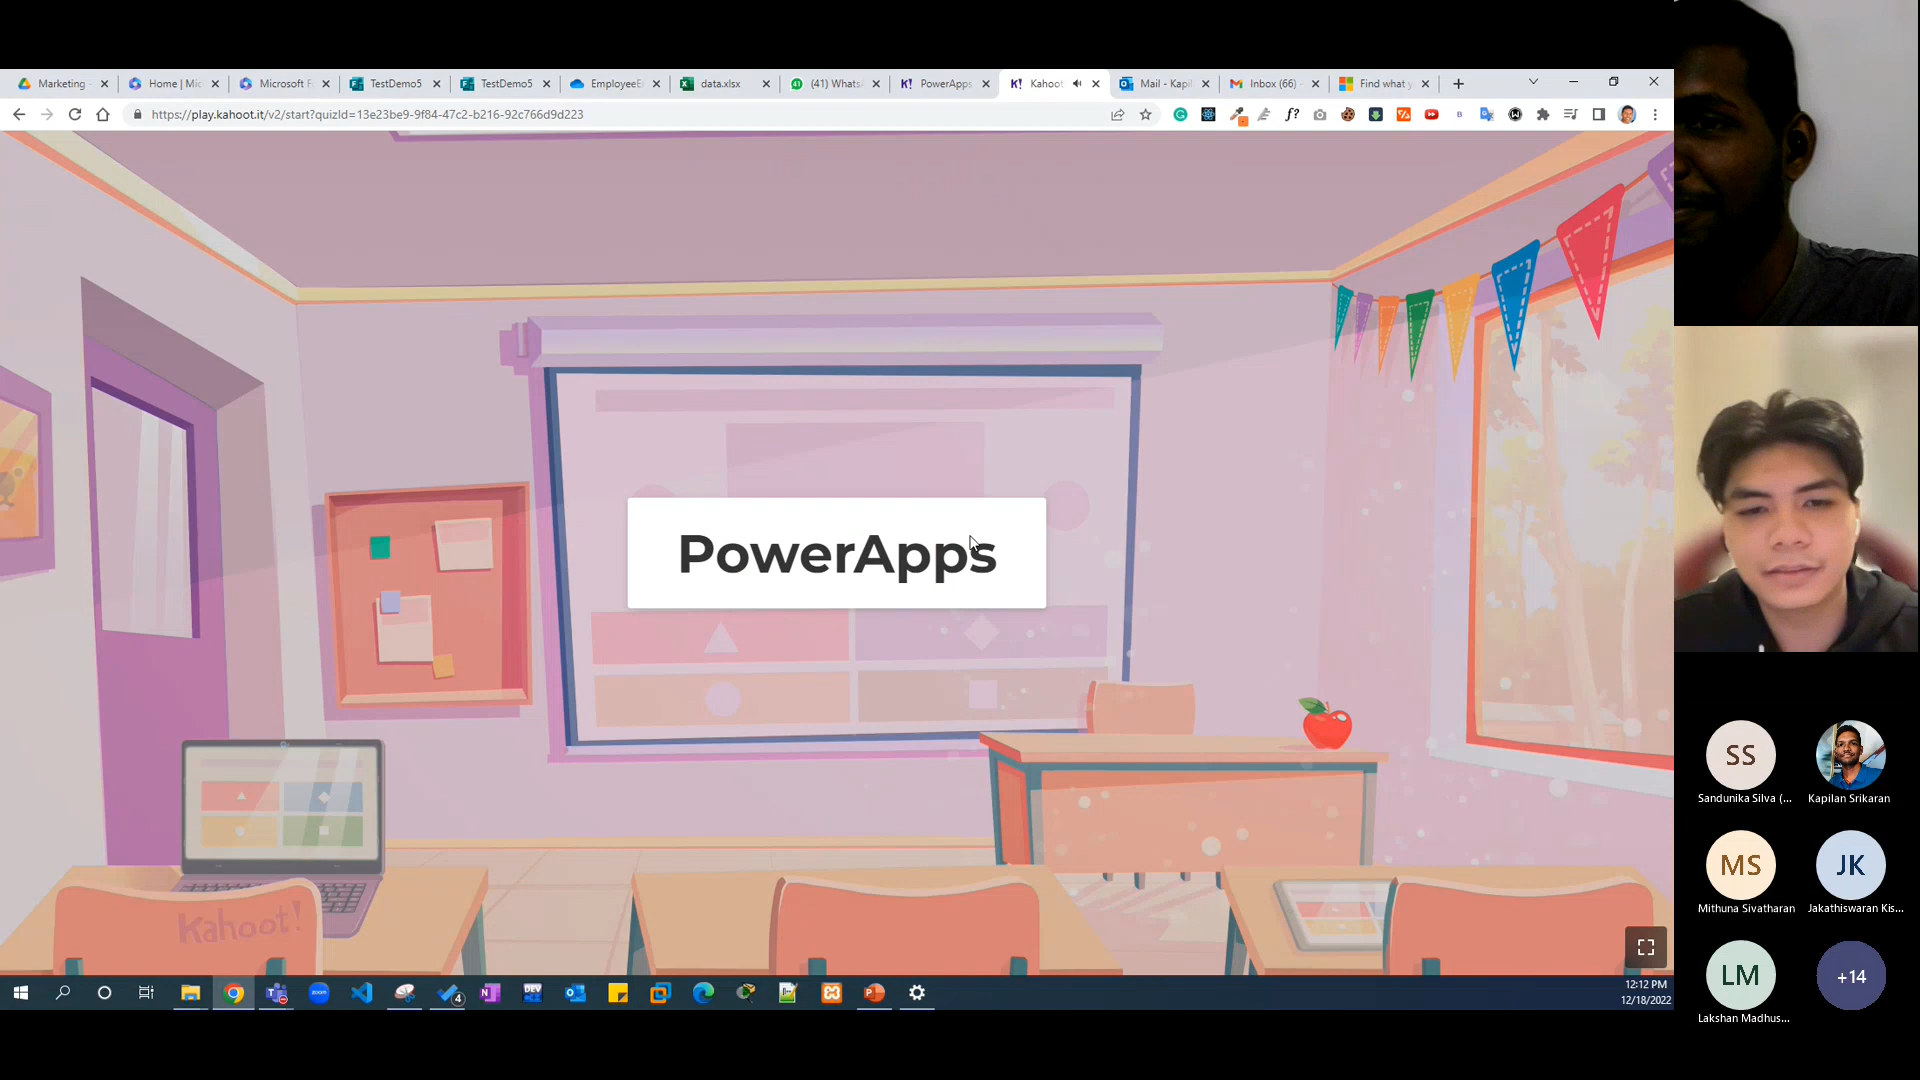 Marketing
Home | Mic
Microsoft F
TestDemo5
TestDemo5
EmployeeE
data.xlsx
(41) Whats
PowerApps
Kahoot
Mail - Kapil
Inbox (66) -
Find what y
https://play.kahoot.it/v2/start?quizId=13e23be9-9f84-47c2-b216-92c766d9d223
PowerApps
Kahoot!
SS
Sandunika Silva (...
Kapilan Srikaran
MS
JK
Mithuna Sivatharan
Jakathiswaran Kis...
LM
+14
Lakshan Madhus...
12:12 PM
12/18/2022